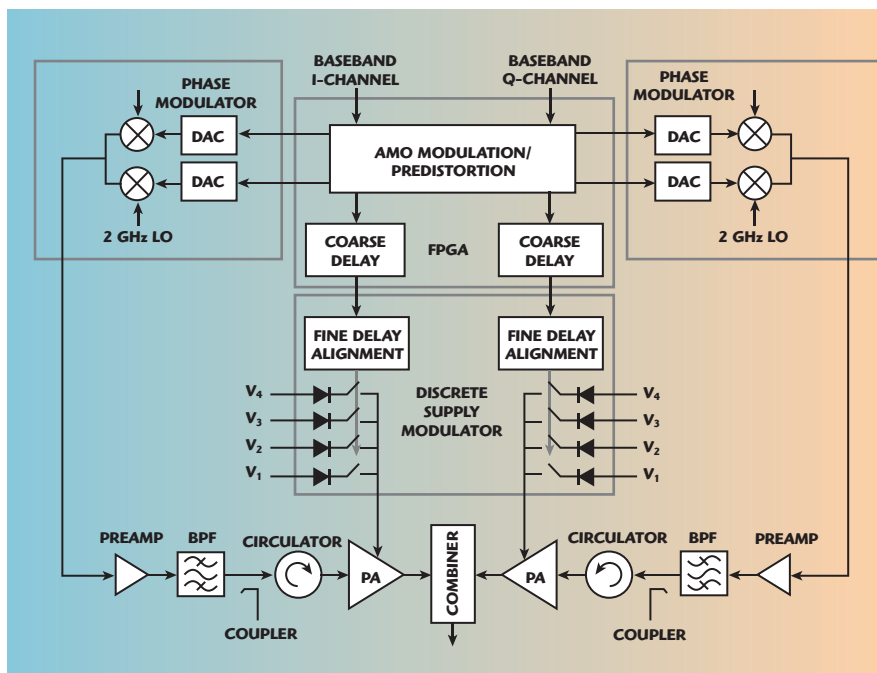 BASEBAND
I-CHANNEL
BASEBAND
Q-CHANNEL
PHASE
MODULATOR
PHASE
MODULATOR
DAC
DAC
AMO MODULATION/
PREDISTORTION
DAC
DAC
2 GHz LO
2 GHz LO
COARSE
DELAY
FPGA
COARSE
DELAY
FINE DELAY
ALIGNMENT
FINE DELAY
ALIGNMENT
DISCRETE
SUPPLY
MODULATOR
V4
V3
V2
V1
V4
V3
V2
V1
PREAMP
BPF
CIRCULATOR
PA
COUPLER
COMBINER
PA
CIRCULATOR
BPF
PREAMP
COUPLER